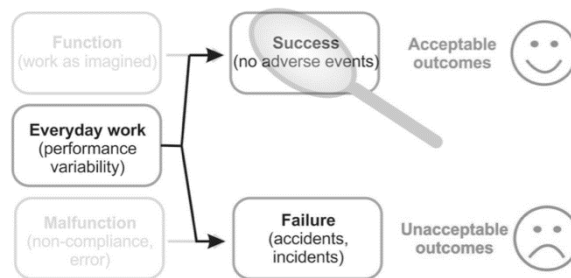 Function
(work as imagined)
Success
(no adverse events)
Acceptable
outcomes
Everyday work
(performance
variability)
Malfunction
(non-compliance,
error)
Failure
(accidents,
incidents)
Unacceptable
outcomes